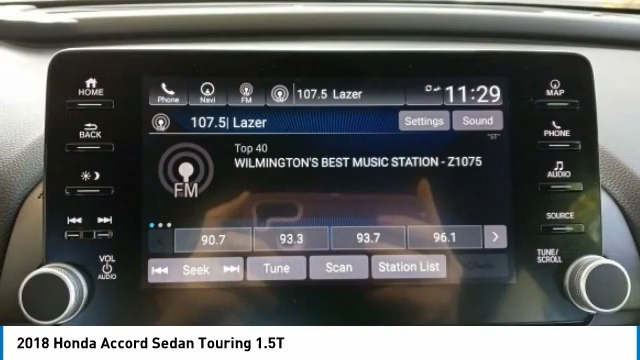 HOME
BACK
VOL
AUDIO
Phone
Navi
FM
107.5 Lazer
11:29
107.5| Lazer
Settings
Sound
Top 40
WILMINGTON'S BEST MUSIC STATION - Z1075
FM
90.7
93.3
93.7
96.1
Seek
Tune
Scan
Station List
MAP
PHONE
AUDIO
SOURCE
TUNE/
SCROLL
2018 Honda Accord Sedan Touring 1.5T